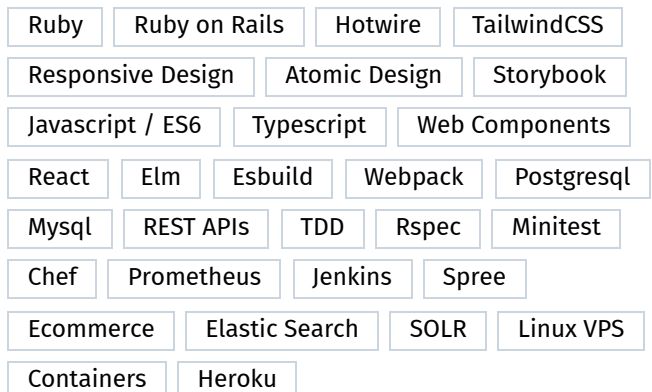 Ruby Ruby on Rails Hotwire TailwindCSS
Responsive Design Atomic Design Storybook
Javascript / ES6 Typescript Web Components
React Elm Esbuild Webpack Postgresql
Mysql REST APIs TDD Rspec Minitest
Chef Prometheus Jenkins Spree
Ecommerce Elastic Search SOLR Linux VPS
Containers Heroku